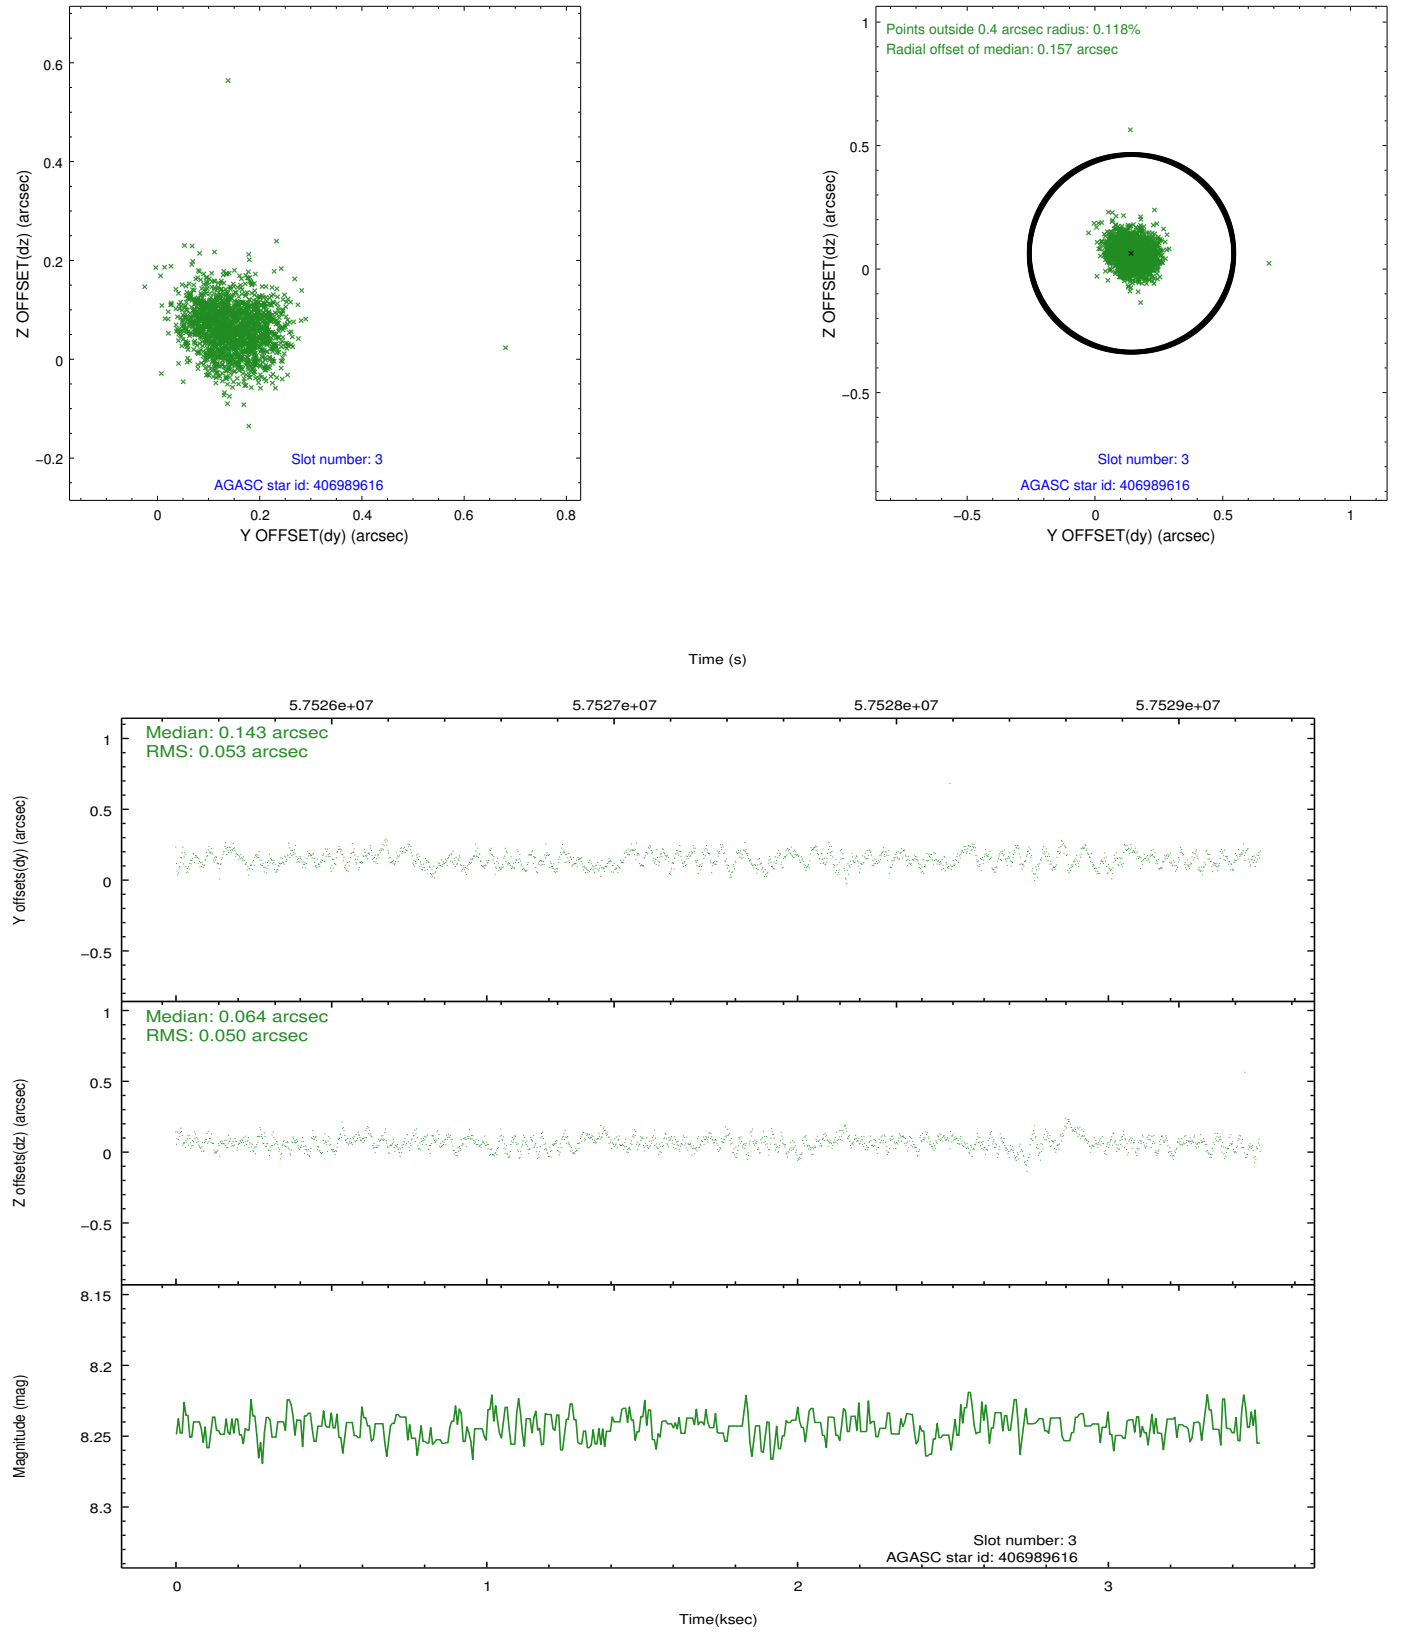 0.6
0.4
0.2
0
−0.2
Z OFFSET(dz) (arcsec)
Slot number: 3
AGASC star id: 406989616
0 0.2 0.4 0.6 0.8
Y OFFSET(dy) (arcsec)
Points outside 0.4 arcsec radius: 0.118%
Radial offset of median: 0.157 arcsec
1
0.5
0
−0.5
Z OFFSET(dz) (arcsec)
Slot number: 3
AGASC star id: 406989616
−0.5 0 0.5 1
Y OFFSET(dy) (arcsec)
Time (s)
5.7526e+07 5.7527e+07 5.7528e+07 5.7529e+07
Median: 0.143 arcsec
RMS: 0.053 arcsec
1
0.5
0
−0.5
Y offsets(dy) (arcsec)
Median: 0.064 arcsec
RMS: 0.050 arcsec
1
0.5
0
−0.5
Z offsets(dz) (arcsec)
8.15
8.2
8.25
8.3
Magnitude (mag)
Slot number: 3
AGASC star id: 406989616
0 1 2 3
Time(ksec)